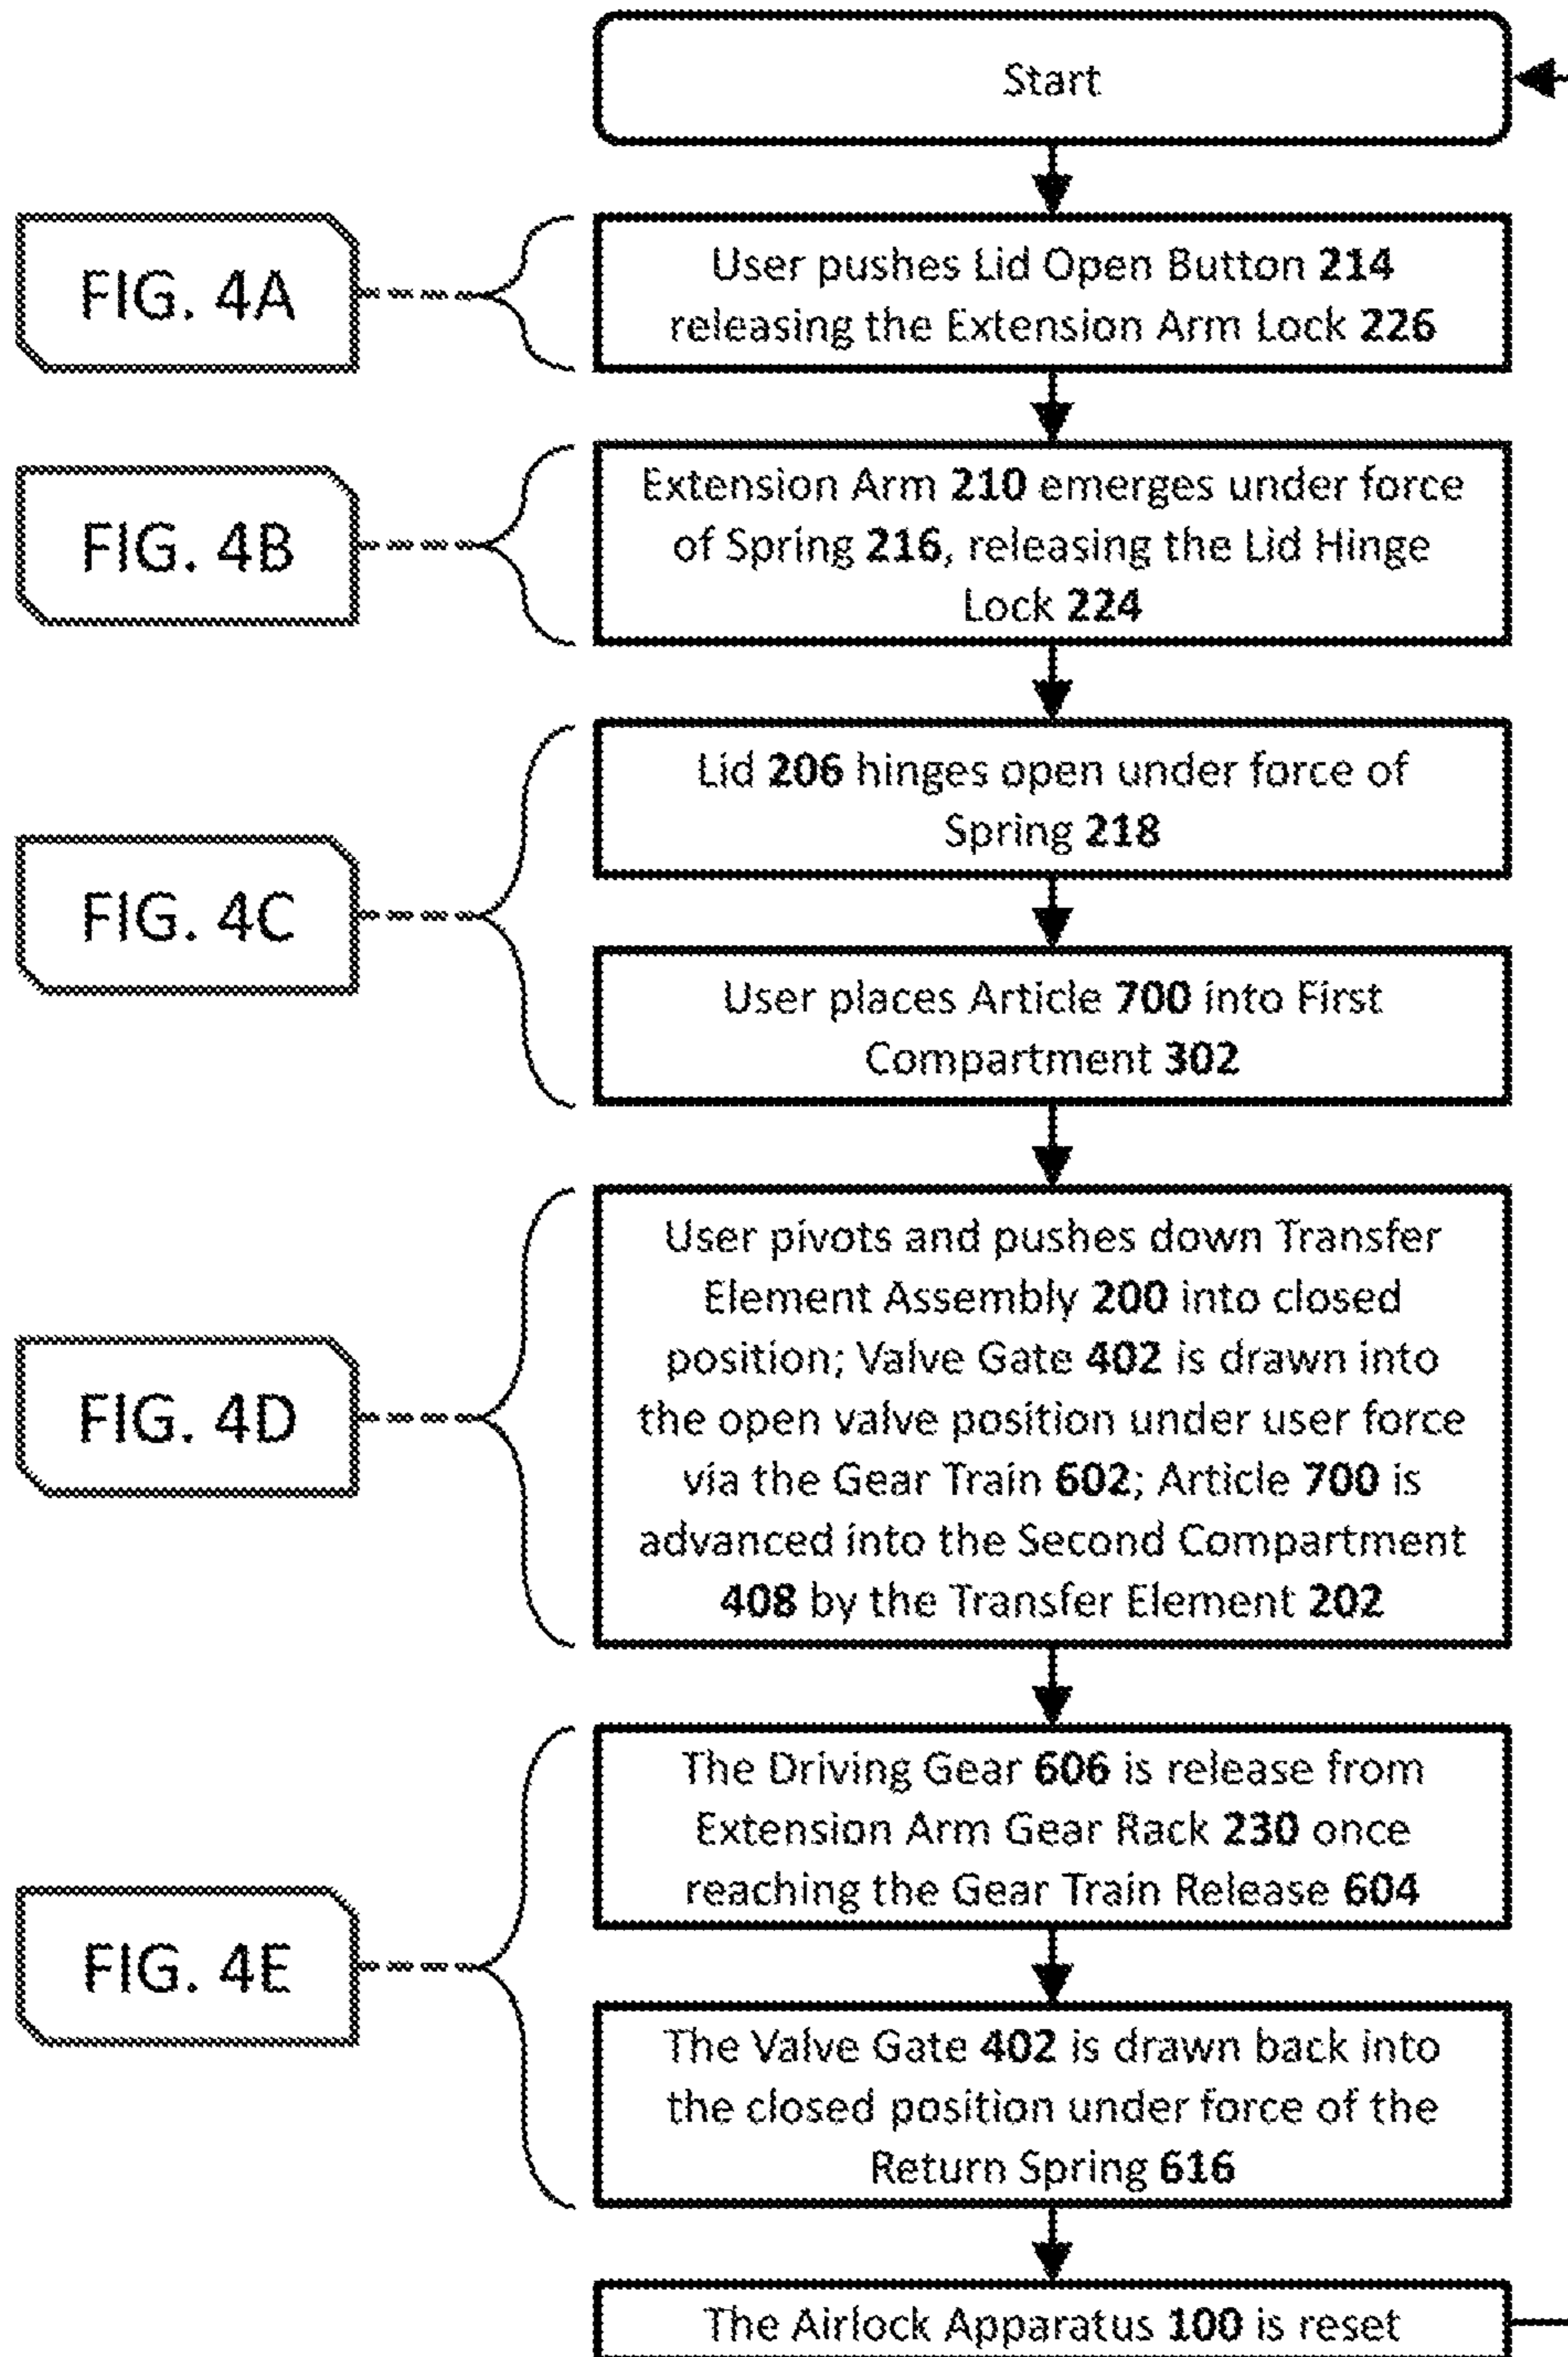 Start
FIG. 4A
User pushes Lid Open Button 214
releasing the Extension Arm Lock 226
FIG. 4B
Extension Arm 210 emerges under force
of Spring 216, releasing the Lid Hinge
Lock 224
FIG. 4C
Lid 206 hinges open under force of
Spring 218
User places Article 700 into First
Compartment 302
FIG. 4D
User pivots and pushes down Transfer
Element Assembly 200 into closed
position; Valve Gate 402 is drawn into
the open valve position under user force
via the Gear Train 602; Article 700 is
advanced into the Second Compartment
408 by the Transfer Element 202
FIG. 4E
The Driving Gear 606 is release from
Extension Arm Gear Rack 230 once
reaching the Gear Train Release 604
The Valve Gate 402 is drawn back into
the closed position under force of the
Return Spring 616
The Airlock Apparatus 100 is reset